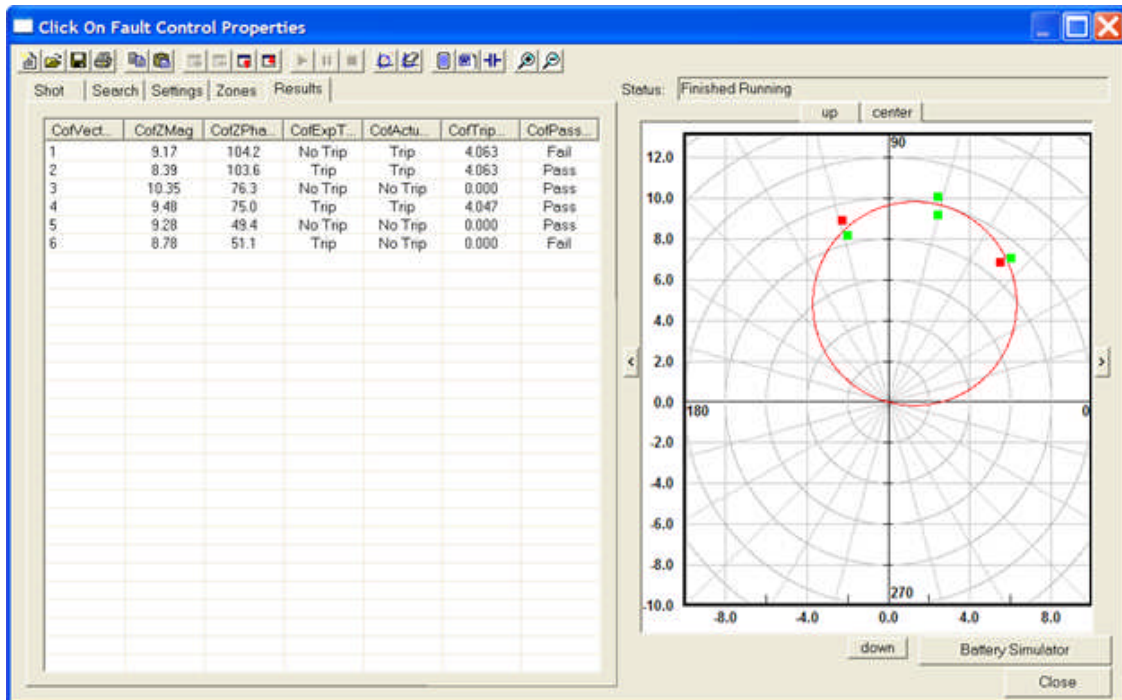 Click On Fault Control Properties
Shot Search Settings Zones Results
Status: Finished Running
up center
CofVect... CofZMag CofZPha... CofExpT... CofActu... CofTrip... CofPass...
1 9.17 104.2 No Trip Trip 4.063 Fail
2 8.39 103.6 Trip Trip 4.063 Pass
3 10.35 76.3 No Trip No Trip 0.000 Pass
4 9.48 75.0 Trip Trip 4.047 Pass
5 9.28 49.4 No Trip No Trip 0.000 Pass
6 8.78 51.1 Trip No Trip 0.000 Fail
90
12.0
10.0
8.0
6.0
4.0
2.0
< >
0.0
180 0
-2.0
-4.0
-6.0
-8.0
270
-10.0
-8.0 -4.0 0.0 4.0 8.0
down Battery Simulator
Close